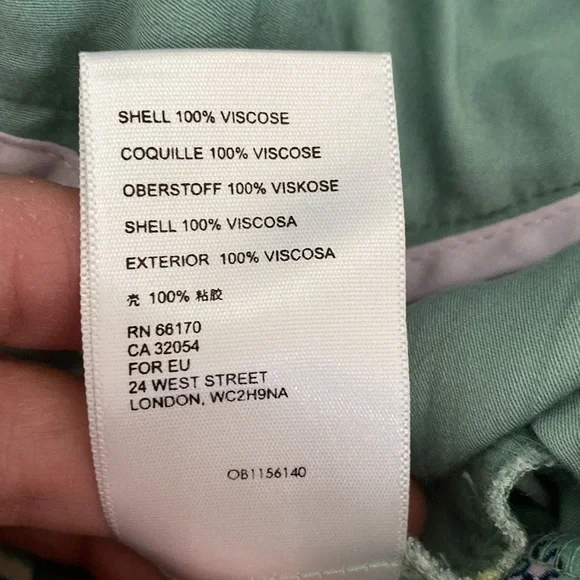 SHELL 100% VISCOSE
COQUILLE 100% VISCOSE
OBERSTOFF 100% VISKOSE
SHELL 100% VISCOSA
EXTERIOR 100% VISCOSA
壳 100% 粘胶
RN 66170
CA 32054
FOR EU
24 WEST STREET
LONDON, WC2H9NA
OB1156140